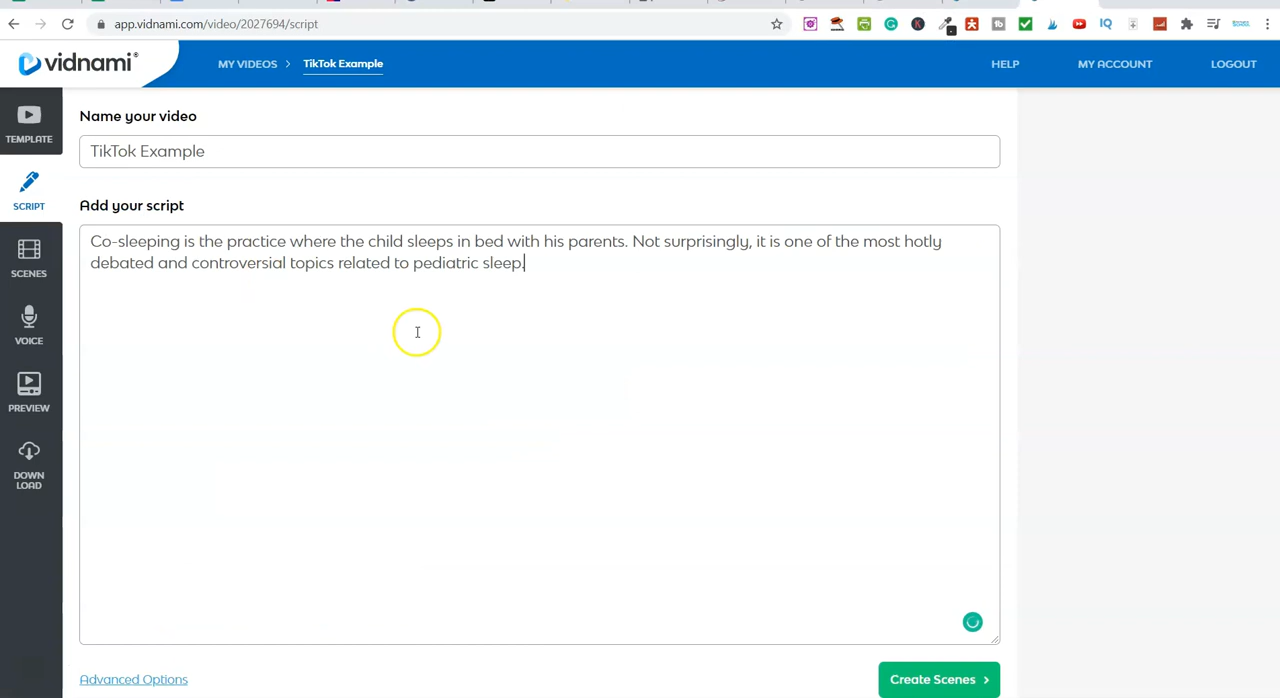 app.vidnami.com/video/2027694/script
IQ
vidnami®
MY VIDEOS > TikTok Example
HELP
MY ACCOUNT
LOGOUT
TEMPLATE
SCRIPT
SCENES
VOICE
PREVIEW
DOWN
LOAD
Name your video
TikTok Example
Add your script
Co-sleeping is the practice where the child sleeps in bed with his parents. Not surprisingly, it is one of the most hotly
debated and controversial topics related to pediatric sleep.
Advanced Options
Create Scenes >